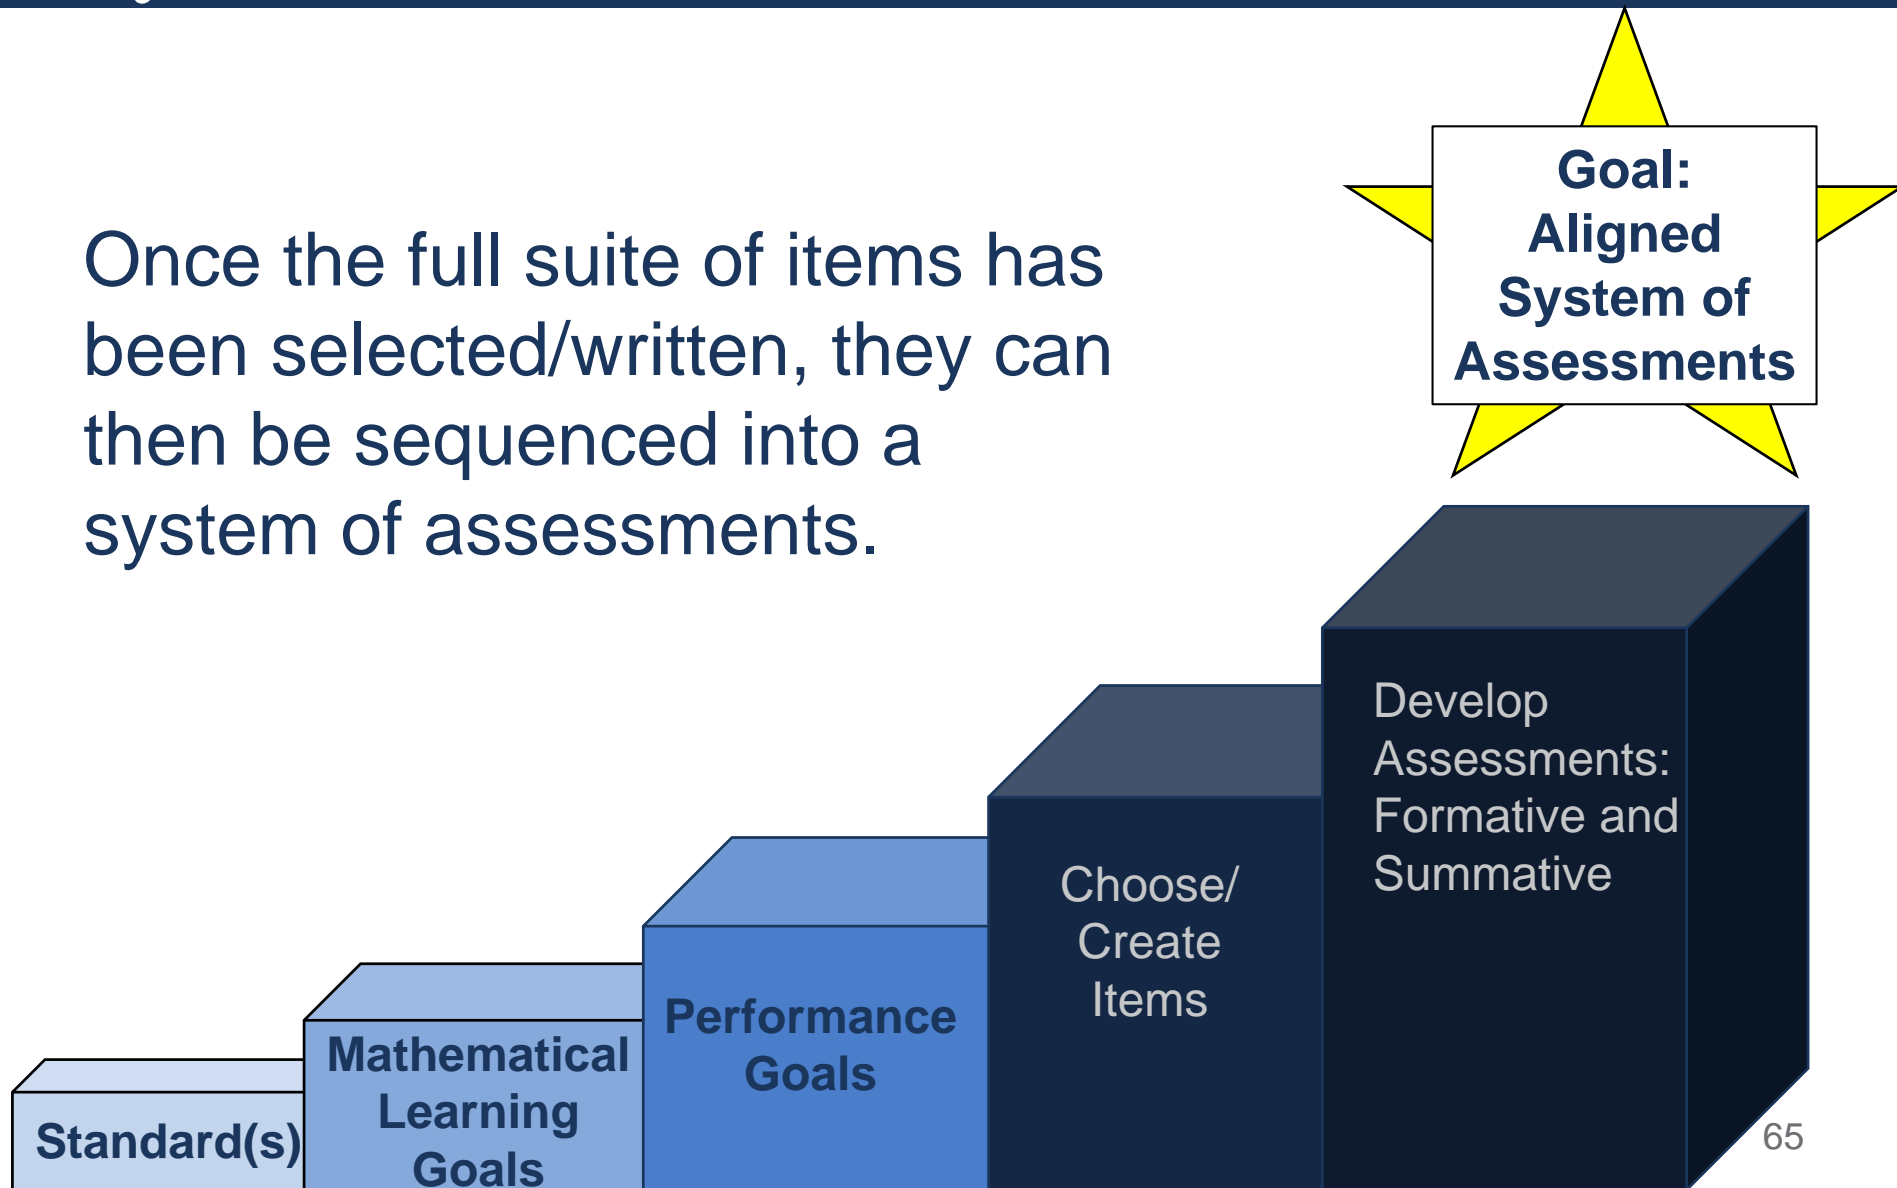 Once the full suite of items has
been selected/written, they can
then be sequenced into a
system of assessments.
Goal:
Aligned
System of
Assessments
Standard(s)
Mathematical
Learning
Goals
Performance
Goals
Choose/
Create
Items
Develop
Assessments:
Formative and
Summative
65